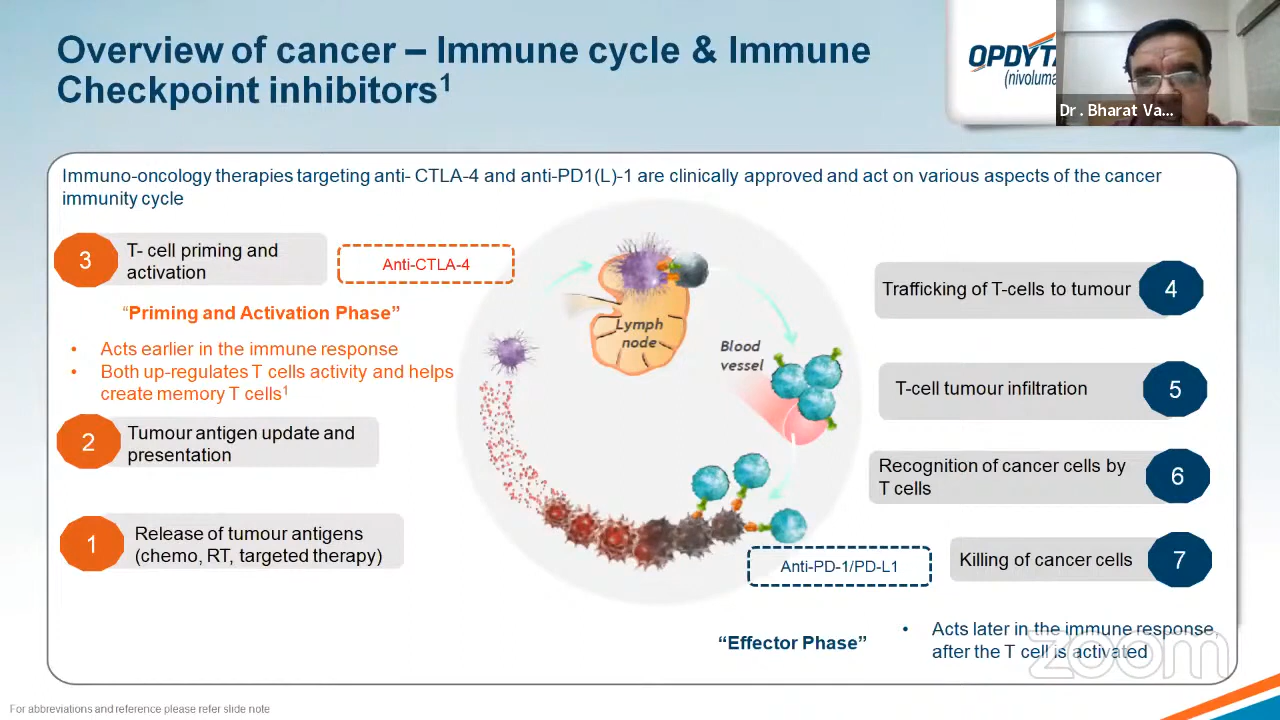 Overview of cancer – Immune cycle & Immune
Checkpoint inhibitors1
OPDYTA
(nivoluma
Dr. Bharat Va...
Immuno-oncology therapies targeting anti- CTLA-4 and anti-PD1(L)-1 are clinically approved and act on various aspects of the cancer
immunity cycle
3
T- cell priming and
activation
Anti-CTLA-4
“Priming and Activation Phase”
• Acts earlier in the immune response
• Both up-regulates T cells activity and helps
create memory T cells1
2
Tumour antigen update and
presentation
1
Release of tumour antigens
(chemo, RT, targeted therapy)
Lymph
node
Blood
vessel
Trafficking of T-cells to tumour
4
T-cell tumour infiltration
5
Recognition of cancer cells by
T cells
6
Killing of cancer cells
7
Anti-PD-1/PD-L1
“Effector Phase”
• Acts later in the immune response,
after the T cell is activated
zoom
For abbreviations and reference please refer slide note